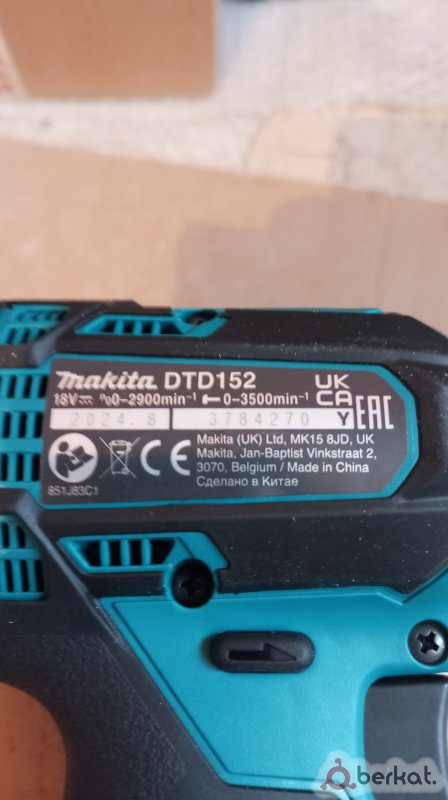 makita DTD152
18V⎓ 0-2900min⁻¹ 0-3500min⁻¹
UK
CA
2024.8 3784270 Y
EAC
CE
Makita (UK) Ltd, MK15 8JD, UK
Makita, Jan-Baptist Vinkstraat 2,
3070, Belgium / Made in China
Сделано в Китае
851J83C1
berkat.